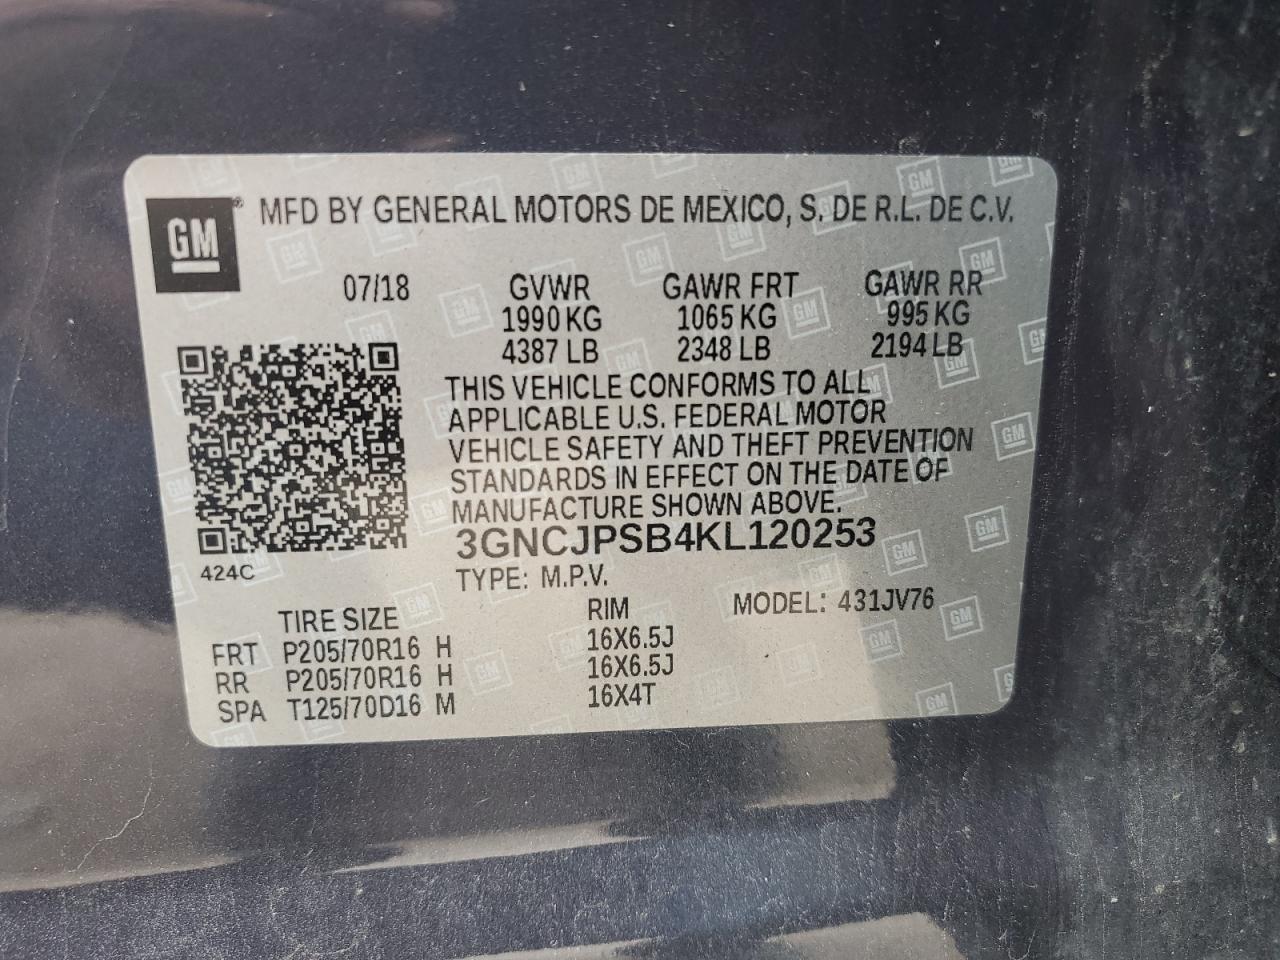 GM® MFD BY GENERAL MOTORS DE MEXICO, S. DE R.L. DE C.V.
07/18 GVWR GAWR FRT GAWR RR
1990 KG 1065 KG 995 KG
4387 LB 2348 LB 2194 LB
THIS VEHICLE CONFORMS TO ALL
APPLICABLE U.S. FEDERAL MOTOR
VEHICLE SAFETY AND THEFT PREVENTION
STANDARDS IN EFFECT ON THE DATE OF
MANUFACTURE SHOWN ABOVE.
3GNCJPSB4KL120253
424C
TYPE: M.P.V.
TIRE SIZE RIM MODEL: 431JV76
FRT P205/70R16 H 16X6.5J
RR P205/70R16 H 16X6.5J
SPA T125/70D16 M 16X4T